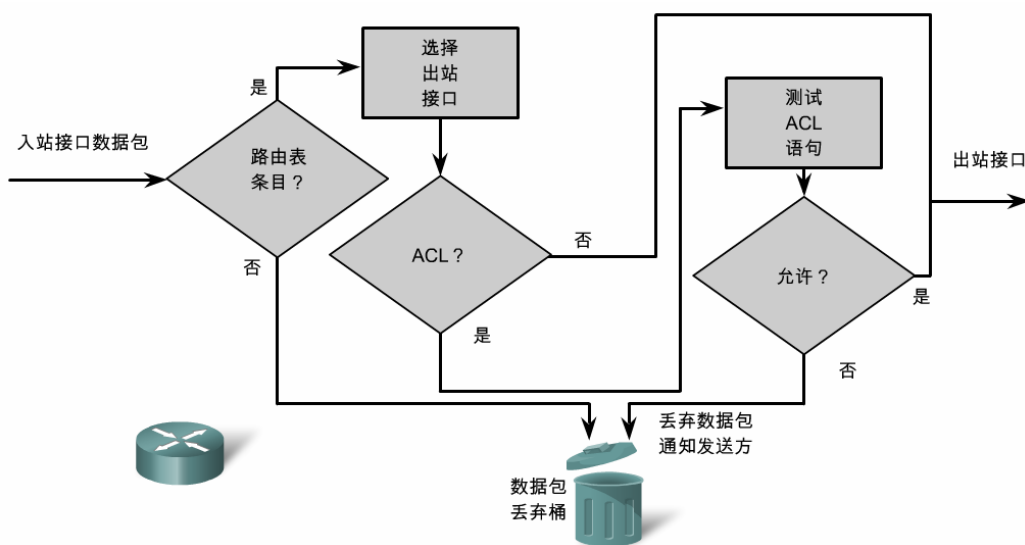 选择
出站
接口
是
入站接口数据包
路由表
条目？
否
ACL？
否
是
测试
ACL
语句
出站接口
允许？
是
否
丢弃数据包
通知发送方
数据包
丢弃桶